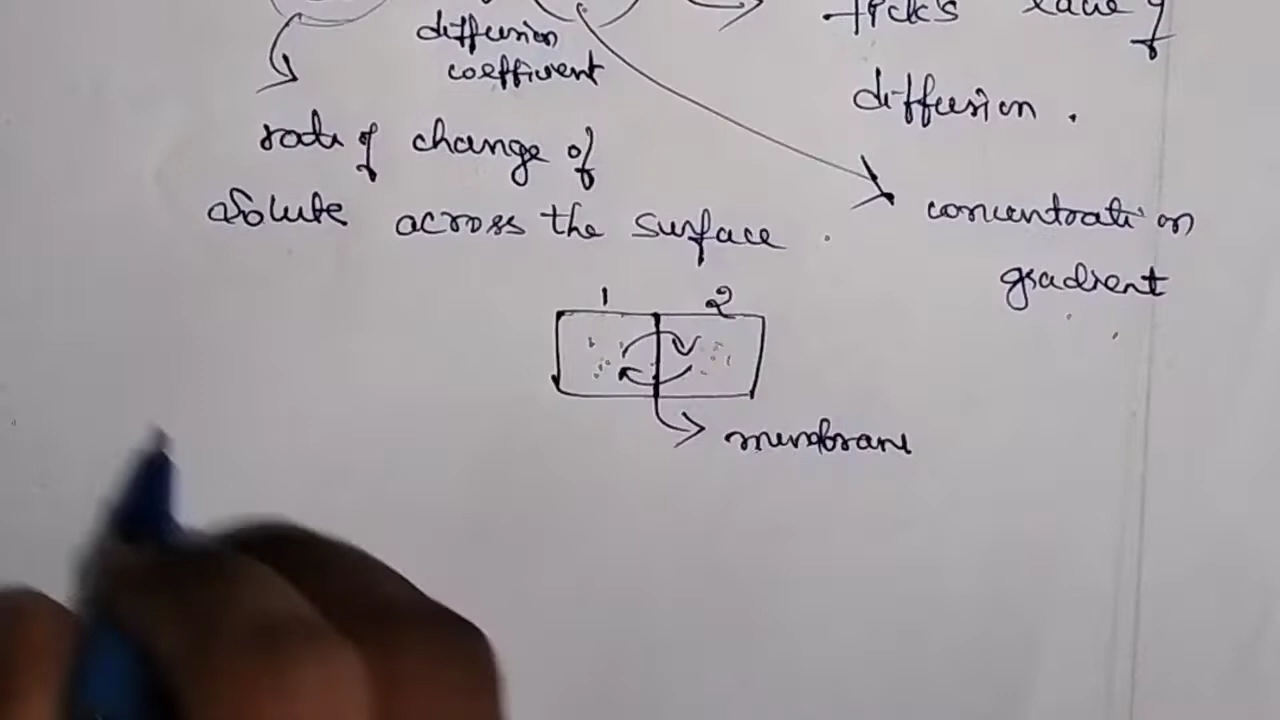 Fick's law of
diffusion
coefficient
diffusion.
rate of change of
solute across the surface.
concentration
gradient
1 2
membrane